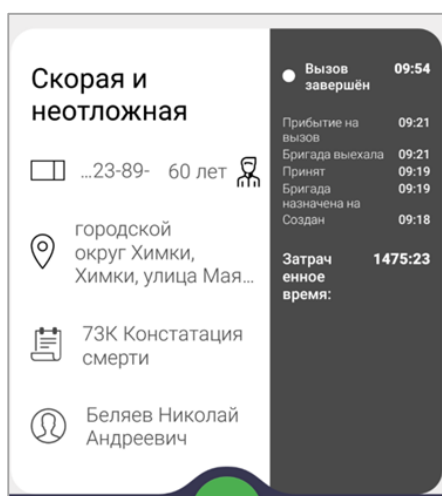 Скорая и
неотложная
...23-89-
60 лет
городской
округ Химки,
Химки, улица Мая...
73К Констатация
смерти
Беляев Николай
Андреевич
Вызов 09:54
завершён
Прибытие на 09:21
вызов
Бригада выехала 09:21
Принят 09:19
Бригада 09:19
назначена на
Создан 09:18
Затрач 1475:23
енное
время: